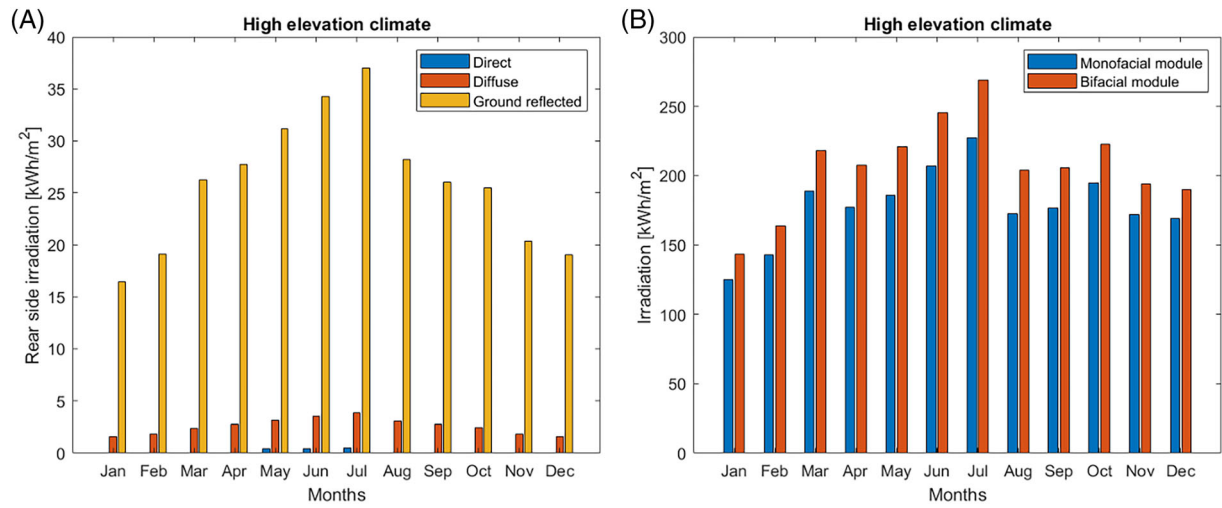 (A)
High elevation climate
Rear side irradiation [kWh/m²]
40
35
30
25
20
15
10
5
0
Direct
Diffuse
Ground reflected
Jan Feb Mar Apr May Jun Jul Aug Sep Oct Nov Dec
Months
(B)
High elevation climate
Irradiation [kWh/m²]
300
250
200
150
100
50
0
Monofacial module
Bifacial module
Jan Feb Mar Apr May Jun Jul Aug Sep Oct Nov Dec
Months